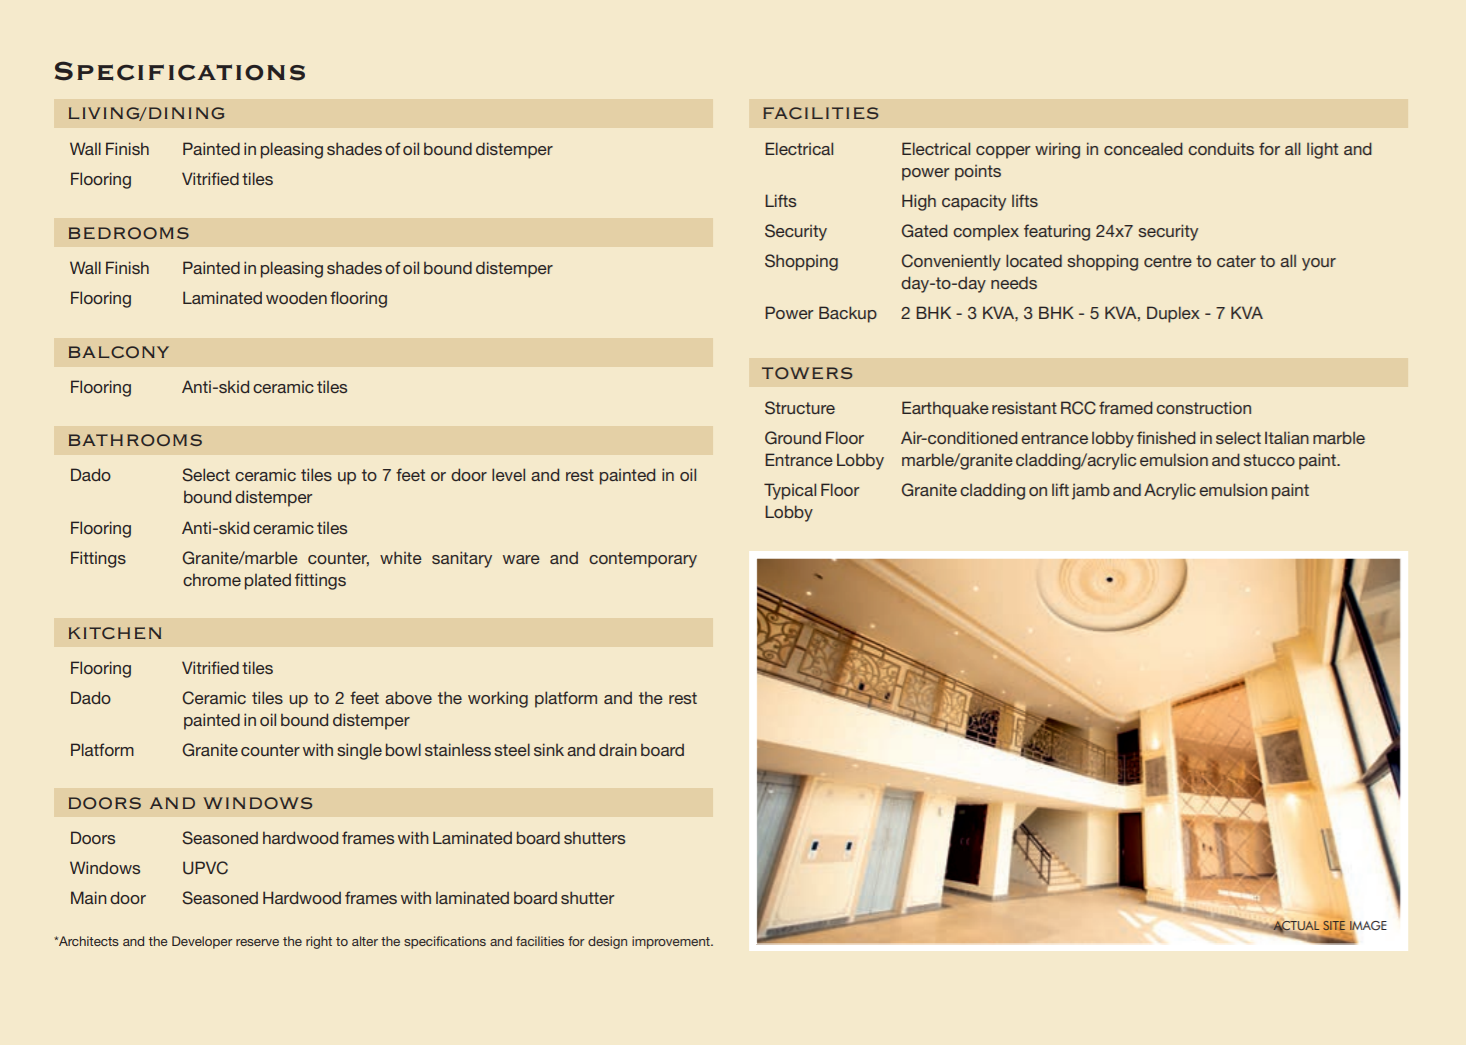 SPECIFICATIONS
LIVING/DINING
Wall Finish Painted in pleasing shades of oil bound distemper
Flooring Vitrified tiles
BEDROOMS
Wall Finish Painted in pleasing shades of oil bound distemper
Flooring Laminated wooden flooring
BALCONY
Flooring Anti-skid ceramic tiles
BATHROOMS
Dado Select ceramic tiles up to 7 feet or door level and rest painted in oil
bound distemper
Flooring Anti-skid ceramic tiles
Fittings Granite/marble counter, white sanitary ware and contemporary
chrome plated fittings
KITCHEN
Flooring Vitrified tiles
Dado Ceramic tiles up to 2 feet above the working platform and the rest
painted in oil bound distemper
Platform Granite counter with single bowl stainless steel sink and drain board
DOORS AND WINDOWS
Doors Seasoned hardwood frames with Laminated board shutters
Windows UPVC
Main door Seasoned Hardwood frames with laminated board shutter
*Architects and the Developer reserve the right to alter the specifications and facilities for design improvement.
FACILITIES
Electrical Electrical copper wiring in concealed conduits for all light and
power points
Lifts High capacity lifts
Security Gated complex featuring 24x7 security
Shopping Conveniently located shopping centre to cater to all your
day-to-day needs
Power Backup 2 BHK - 3 KVA, 3 BHK - 5 KVA, Duplex - 7 KVA
TOWERS
Structure Earthquake resistant RCC framed construction
Ground Floor Air-conditioned entrance lobby finished in select Italian marble
Entrance Lobby marble/granite cladding/acrylic emulsion and stucco paint.
Typical Floor Granite cladding on lift jamb and Acrylic emulsion paint
Lobby
ACTUAL SITE IMAGE